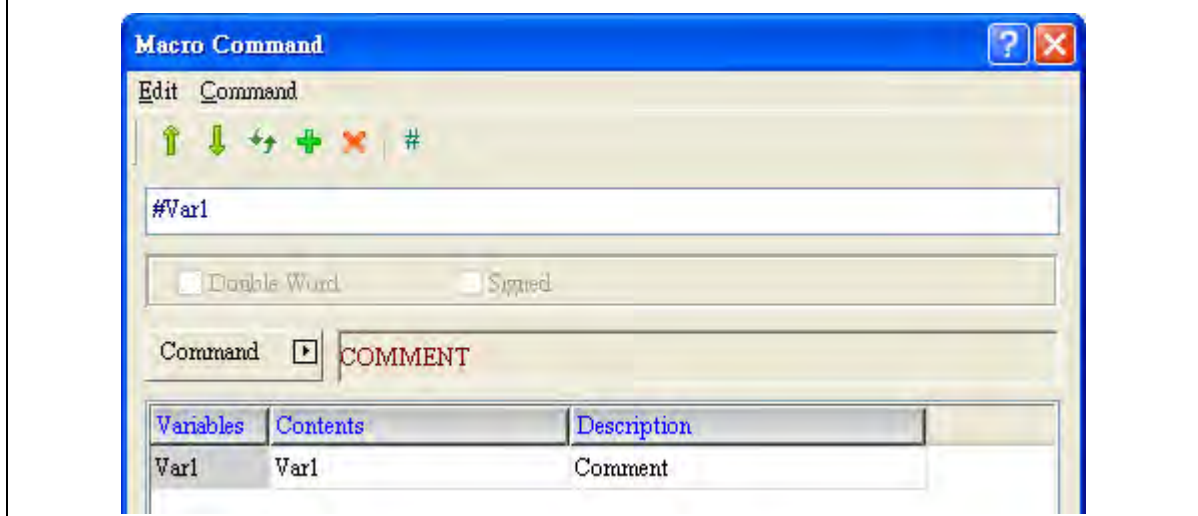 Macro Command
Edit Command
#
#Var1
Double Word Signed
Command COMMENT
Variables Contents Description
Var1 Var1 Comment